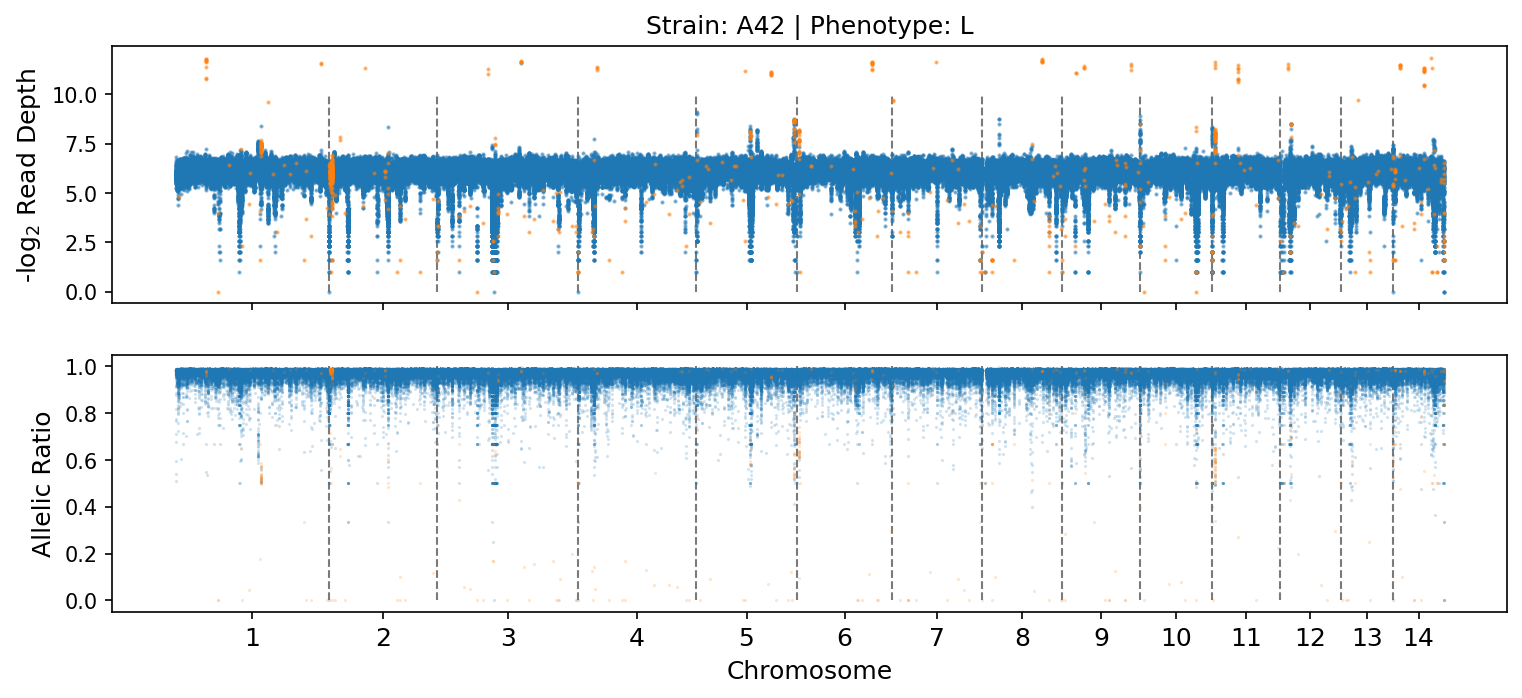 Strain: A42 | Phenotype: L
-log₂ Read Depth
10.0
7.5
5.0
2.5
0.0
Allelic Ratio
1.0
0.8
0.6
0.4
0.2
0.0
1 2 3 4 5 6 7 8 9 10 11 12 13 14
Chromosome